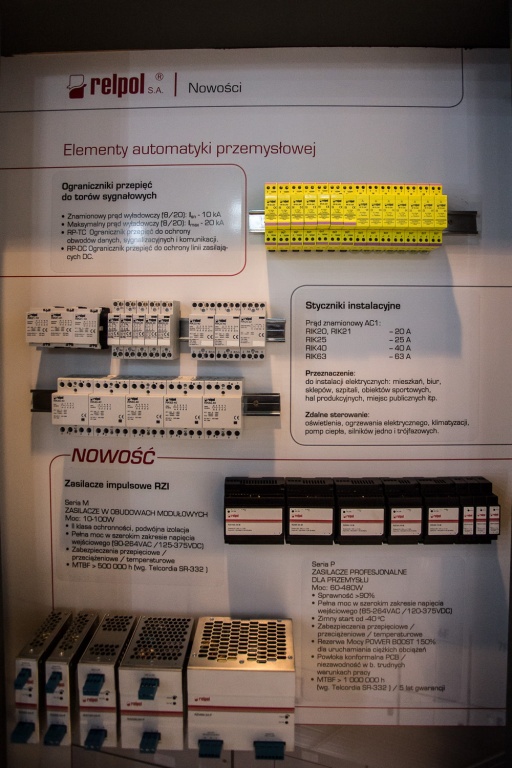 relpol ® S.A. Nowości
Elementy automatyki przemysłowej
Ograniczniki przepięć
do torów sygnałowych
• Znamionowy prąd wyładowczy (8/20): - 10 kA
• Maksymalny prąd wyładowczy (8/20): - 20 kA
• RP-TC Ogranicznik przepięć do ochrony
obwodów danych, sygnalizacyjnych i komunikacji.
• RP-DC Ogranicznik przepięć do ochrony linii zasilają-
cych DC.
Styczniki instalacyjne
Prąd znamionowy AC1:
RIK20, RIK21 – 20 A
RIK25 – 25 A
RIK40 – 40 A
RIK63 – 63 A
Przeznaczenie:
do instalacji elektrycznych: mieszkań, biur,
sklepów, szpitali, obiektów sportowych,
hal produkcyjnych, miejsc publicznych itp.
Zdalne sterowanie:
oświetlenia, ogrzewania elektrycznego, klimatyzacji,
pomp ciepła, silników jedno i trójfazowych.
NOWOŚĆ
Zasilacze impulsowe RZI
Seria M
ZASILACZE W OBUDOWACH MODUŁOWYCH
Moc: 10-100W
• II klasa ochronności, podwójna izolacja
• Pełna moc w szerokim zakresie napięcia
wejściowego (90-264VAC /125-375VDC)
• Zabezpieczenia przepięciowe /
przeciążeniowe / temperaturowe
• MTBF > 500 000 h (wg. Telcordia SR-332 )
Seria P
ZASILACZE PROFESJONALNE
DLA PRZEMYSŁU
Moc: 60-480W
• Sprawność >90%
• Pełna moc w szerokim zakresie napięcia
wejściowego (85-264VAC /120-375VDC)
• Zimny start od -40 °C
• Zabezpieczenia przepięciowe /
przeciążeniowe / temperaturowe
• Rezerwa Mocy POWER BOOST 150%
dla uruchamiania ciężkich obciążeń
• Powłoka konformalna PCB /
niezawodność w b. trudnych
warunkach pracy
• MTBF > 1 000 000 h
(wg. Telcordia SR-332 ) / 5 lat gwarancji